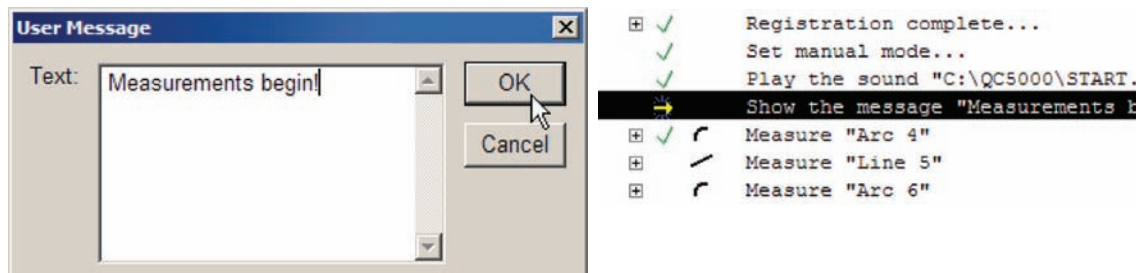 User Message
Text:
Measurements begin!
OK
Cancel
Registration complete...
Set manual mode...
Play the sound "C:\QC5000\START.
Show the message "Measurements b
Measure "Arc 4"
Measure "Line 5"
Measure "Arc 6"